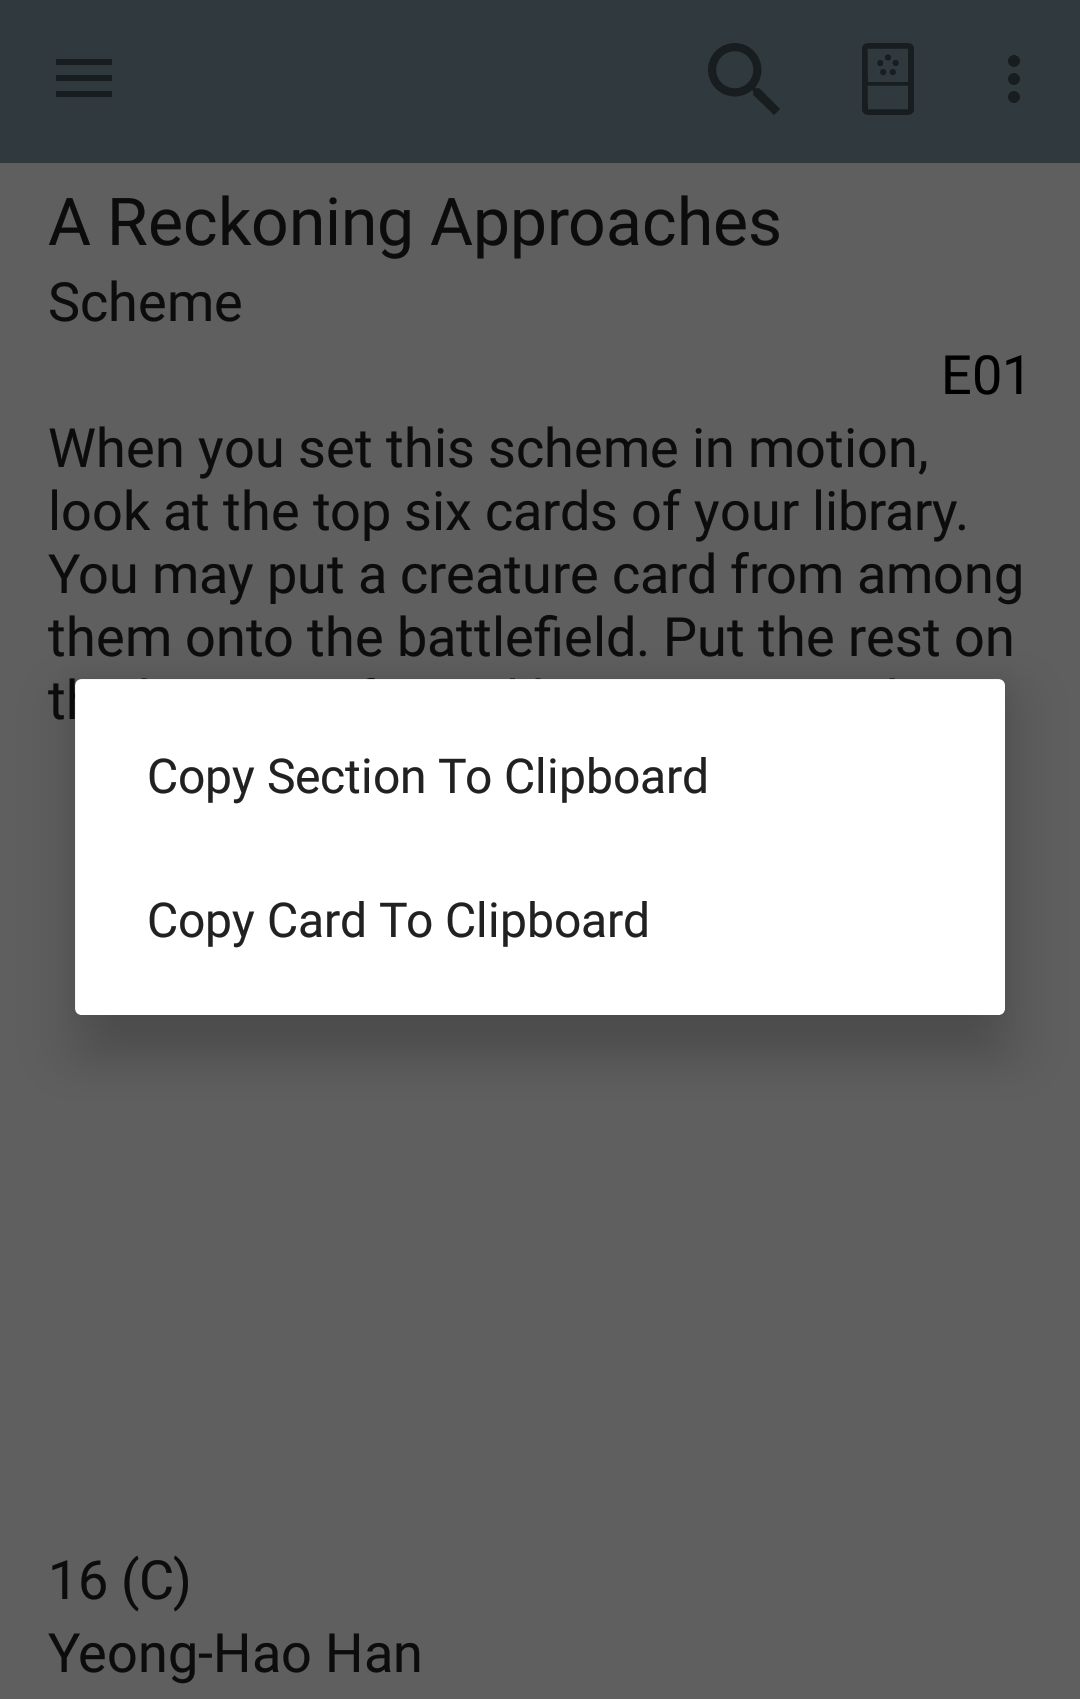 A Reckoning Approaches
Scheme
E01
When you set this scheme in motion,
look at the top six cards of your library.
You may put a creature card from among
them onto the battlefield. Put the rest on
Copy Section To Clipboard
Copy Card To Clipboard
16 (C)
Yeong-Hao Han